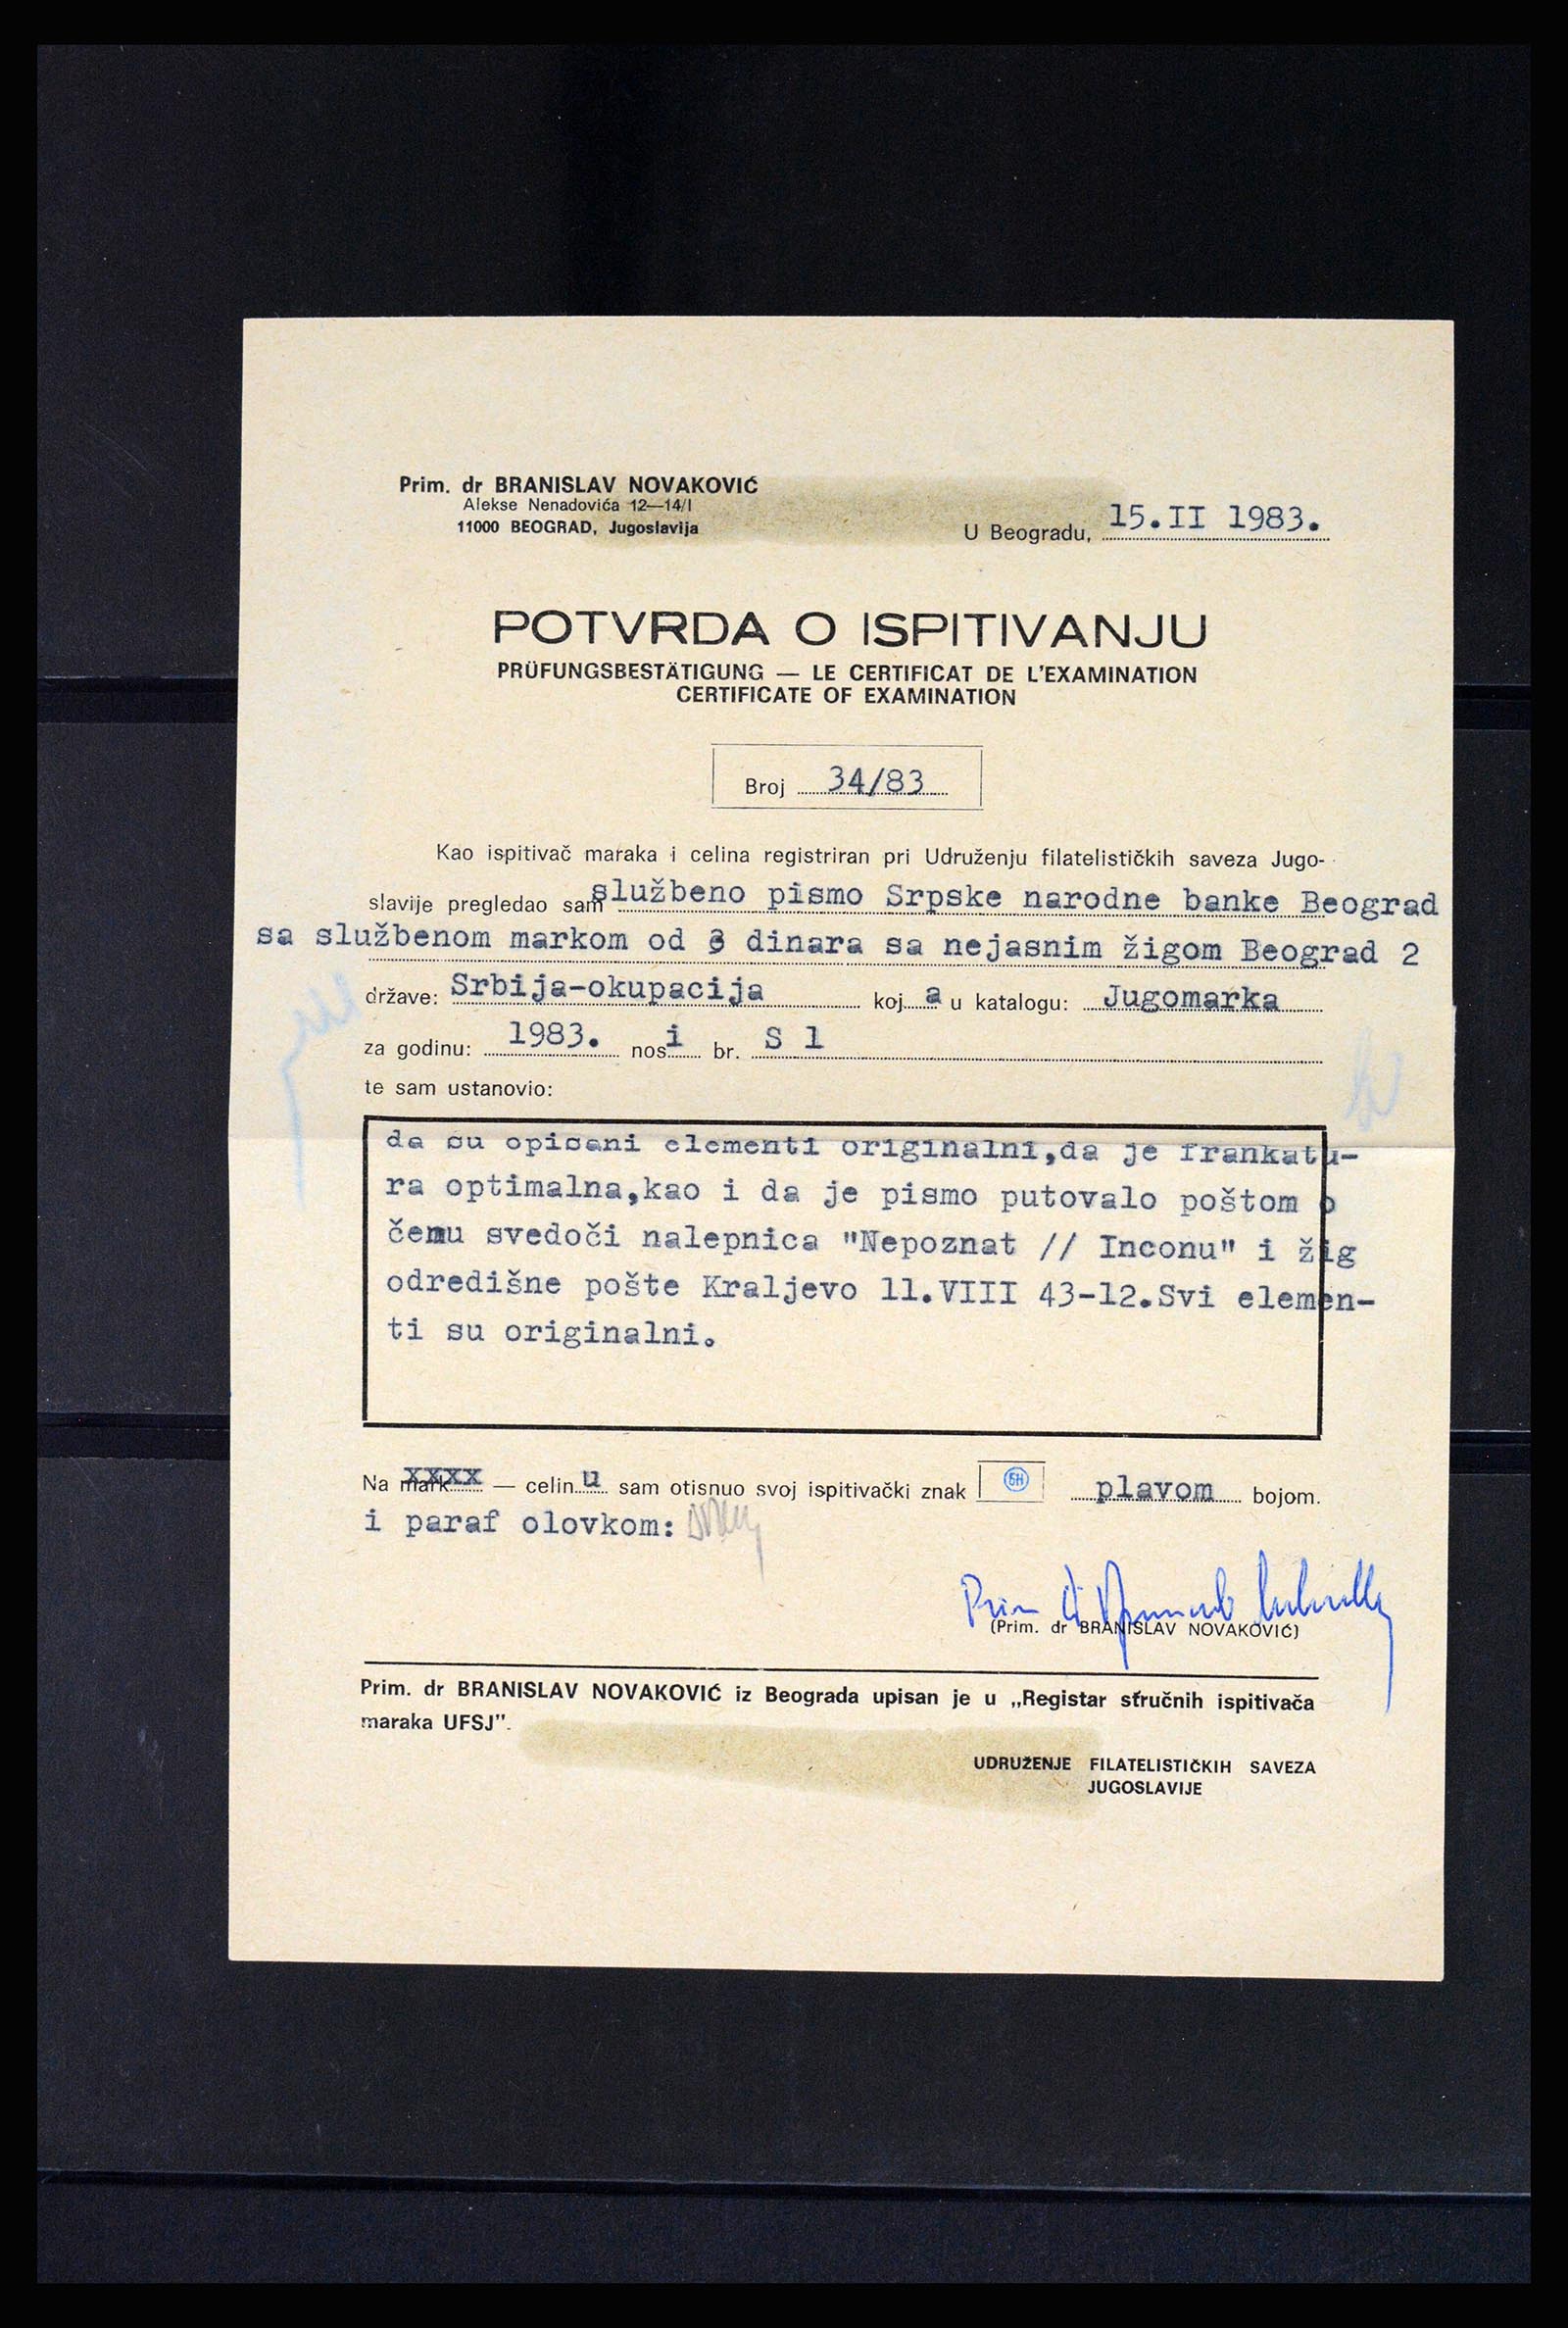 Prim. dr BRANISLAV NOVAKOVIĆ
Alekse Nenadovića 12—14/I
11000 BEOGRAD, Jugoslavija
U Beogradu, 15.II 1983.
POTVRDA O ISPITIVANJU
PRÜFUNGSBESTÄTIGUNG — LE CERTIFICAT DE L'EXAMINATION
CERTIFICATE OF EXAMINATION
Broj 34/83
Kao ispitivač maraka i celina registriran pri Udruženju filatelističkih saveza Jugo-
slavije pregledao sam službeno pismo Srpske narodne banke Beograd
sa službenom markom od 3 dinara sa nejasnim žigom Beograd 2
države: Srbija-okupacija koj a u katalogu: Jugomarka
za godinu: 1983. nos i br. S 1
te sam ustanovio:
da su opisani elementi originalni,da je frankatu-
ra optimalna,kao i da je pismo putovalo poštom o
čemu svedoči nalepnica "Nepoznat // Inconu" i žig
odredišne pošte Kraljevo 11.VIII 43-12.Svi elemen-
ti su originalni.
Na mark xxxx — celin u sam otisnuo svoj ispitivački znak БН plavom bojom.
i paraf olovkom:
(Prim. dr BRANISLAV NOVAKOVIĆ)
Prim. dr BRANISLAV NOVAKOVIĆ iz Beograda upisan je u „Registar stručnih ispitivača
maraka UFSJ".
UDRUŽENJE FILATELISTIČKIH SAVEZA
JUGOSLAVIJE